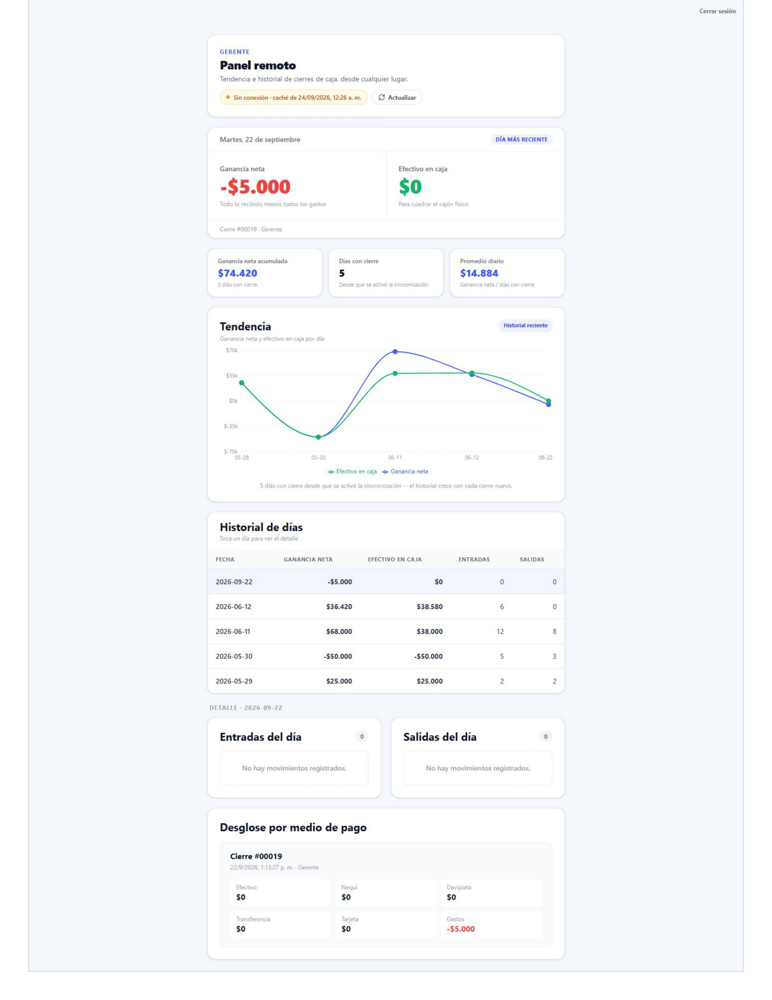 Cerrar sesión
GERENTE
Panel remoto
Tendencia e historial de cierres de caja, desde cualquier lugar.
Sin conexión · caché de 24/09/2026, 12:26 a. m. Actualizar
Martes, 22 de septiembre DÍA MÁS RECIENTE
Ganancia neta Efectivo en caja
-$5.000 $0
Todo lo recibido menos todos los gastos Para cuadrar el cajón físico
Cierre #00019 · Gerente
Ganancia neta acumulada Días con cierre Promedio diario
$74.420 5 $14.884
5 días con cierre Desde que se activó la sincronización Ganancia neta / días con cierre
Tendencia Historial reciente
Ganancia neta y efectivo en caja por día
$70k
$35k
$0k
$-35k
$-70k
05-29 05-30 06-11 06-12 09-22
Efectivo en caja Ganancia neta
5 días con cierre desde que se activó la sincronización -- el historial crece con cada cierre nuevo.
Historial de días
Toca un día para ver el detalle
FECHA GANANCIA NETA EFECTIVO EN CAJA ENTRADAS SALIDAS
2026-09-22 -$5.000 $0 0 0
2026-06-12 $36.420 $38.580 6 0
2026-06-11 $68.000 $38.000 12 8
2026-05-30 -$50.000 -$50.000 5 3
2026-05-29 $25.000 $25.000 2 2
DETALLE · 2026-09-22
Entradas del día 0 Salidas del día 0
No hay movimientos registrados. No hay movimientos registrados.
Desglose por medio de pago
Cierre #00019
22/9/2026, 1:13:27 p. m. · Gerente
Efectivo Nequi Daviplata
$0 $0 $0
Transferencia Tarjeta Gastos
$0 $0 -$5.000